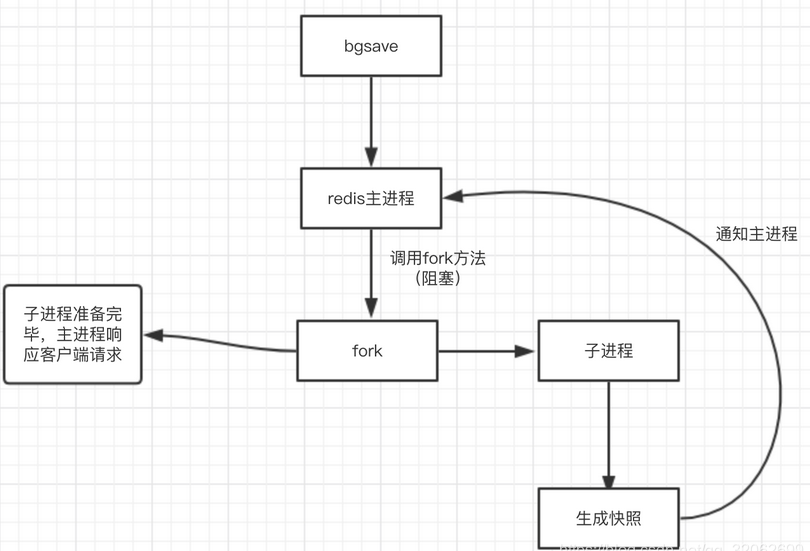 bgsave
redis主进程
通知主进程
调用fork方法
（阻塞）
子进程准备完
毕，主进程响
应客户端请求
fork
子进程
生成快照